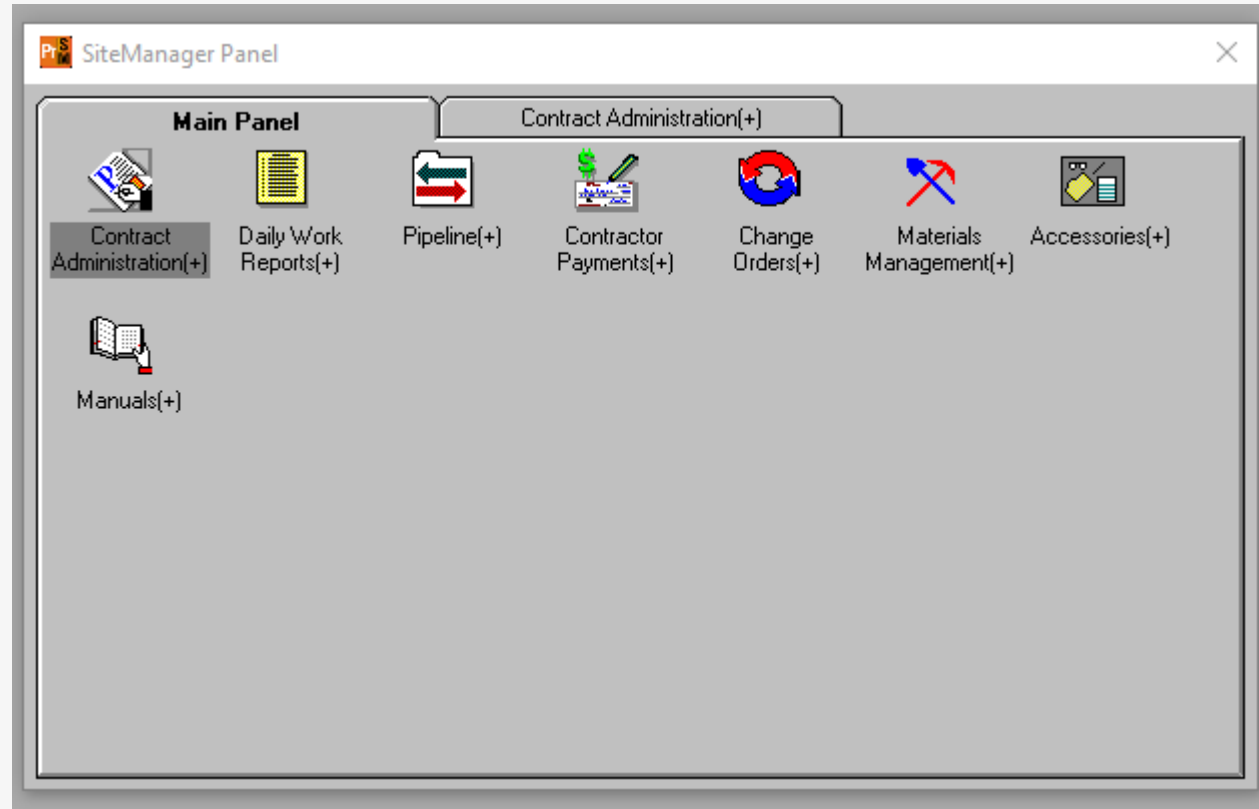 SiteManager Panel
Main Panel
Contract Administration(+)
Contract
Administration(+)
Daily Work
Reports(+)
Pipeline(+)
Contractor
Payments(+)
Change
Orders(+)
Materials
Management(+)
Accessories(+)
Manuals(+)